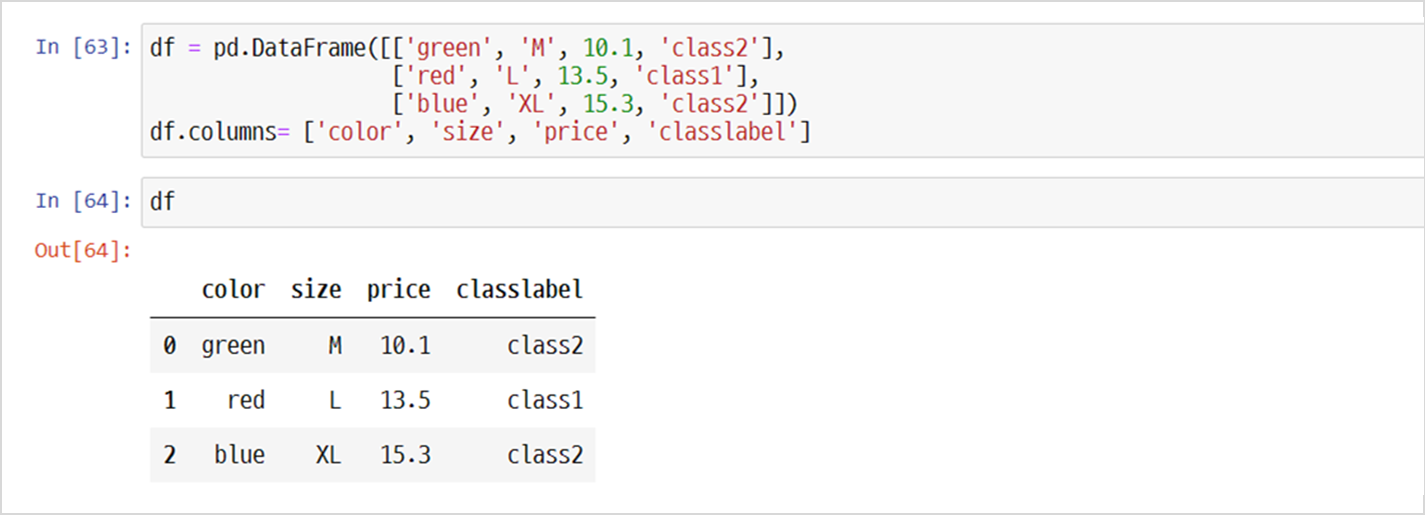 In [63]: df = pd.DataFrame([['green', 'M', 10.1, 'class2'],
['red', 'L', 13.5, 'class1'],
['blue', 'XL', 15.3, 'class2']])
df.columns= ['color', 'size', 'price', 'classlabel']
In [64]: df
Out[64]:
color size price classlabel
0 green M 10.1 class2
1 red L 13.5 class1
2 blue XL 15.3 class2